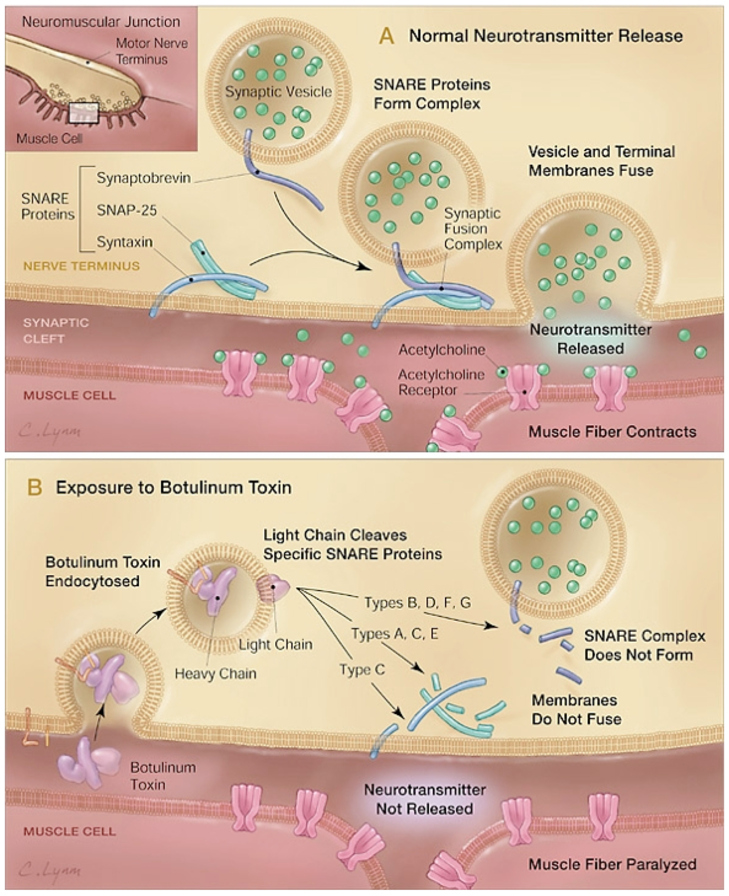 Neuromuscular Junction
Motor Nerve
Terminus
Muscle Cell
A Normal Neurotransmitter Release
Synaptic Vesicle
SNARE Proteins
Form Complex
Vesicle and Terminal
Membranes Fuse
SNARE
Proteins
Synaptobrevin
SNAP-25
Syntaxin
Synaptic
Fusion
Complex
NERVE TERMINUS
SYNAPTIC
CLEFT
Neurotransmitter
Released
Acetylcholine
Acetylcholine
Receptor
MUSCLE CELL
C. Lynm
Muscle Fiber Contracts
B Exposure to Botulinum Toxin
Light Chain Cleaves
Specific SNARE Proteins
Botulinum Toxin
Endocytosed
Types B, D, F, G
Types A, C, E
Type C
Light Chain
Heavy Chain
SNARE Complex
Does Not Form
Membranes
Do Not Fuse
Botulinum
Toxin
Neurotransmitter
Not Released
MUSCLE CELL
C. Lynm
Muscle Fiber Paralyzed